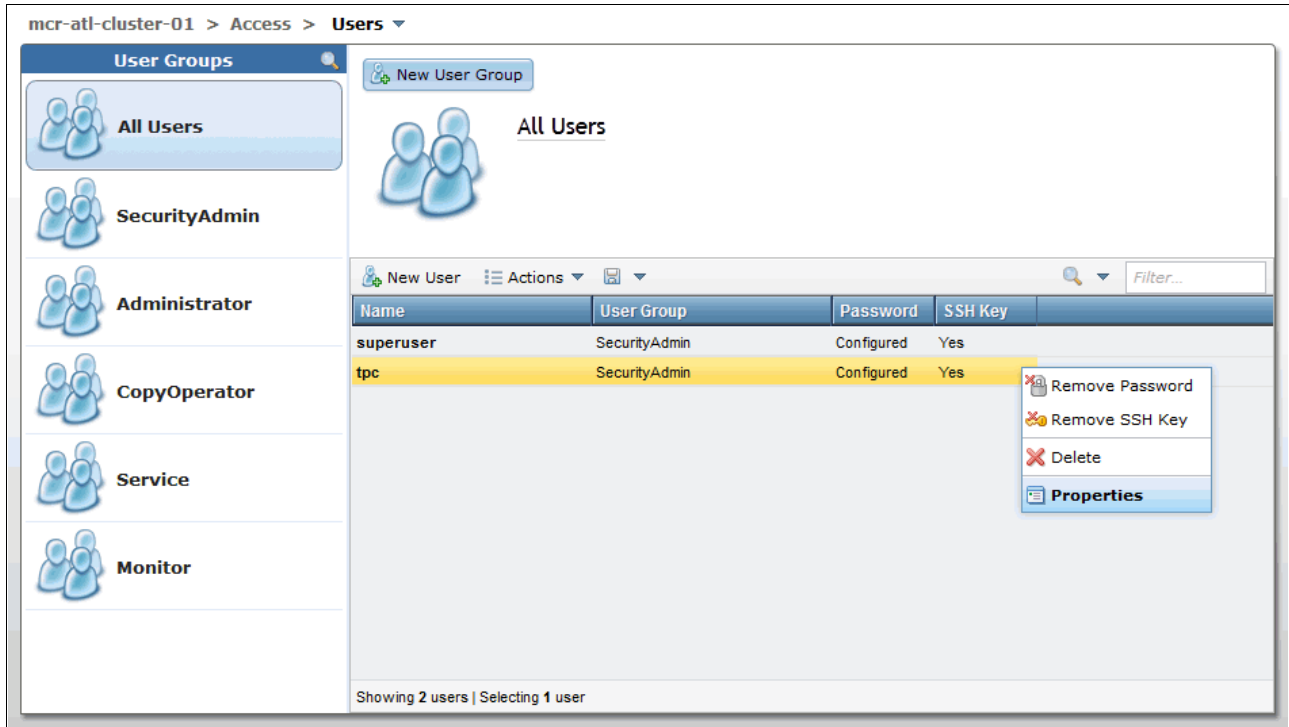 mcr-atl-cluster-01 > Access > Users
User Groups
All Users
SecurityAdmin
Administrator
CopyOperator
Service
Monitor
New User Group
All Users
New User Actions Filter...
Name User Group Password SSH Key
superuser SecurityAdmin Configured Yes
tpc SecurityAdmin Configured Yes
Remove Password
Remove SSH Key
Delete
Properties
Showing 2 users | Selecting 1 user